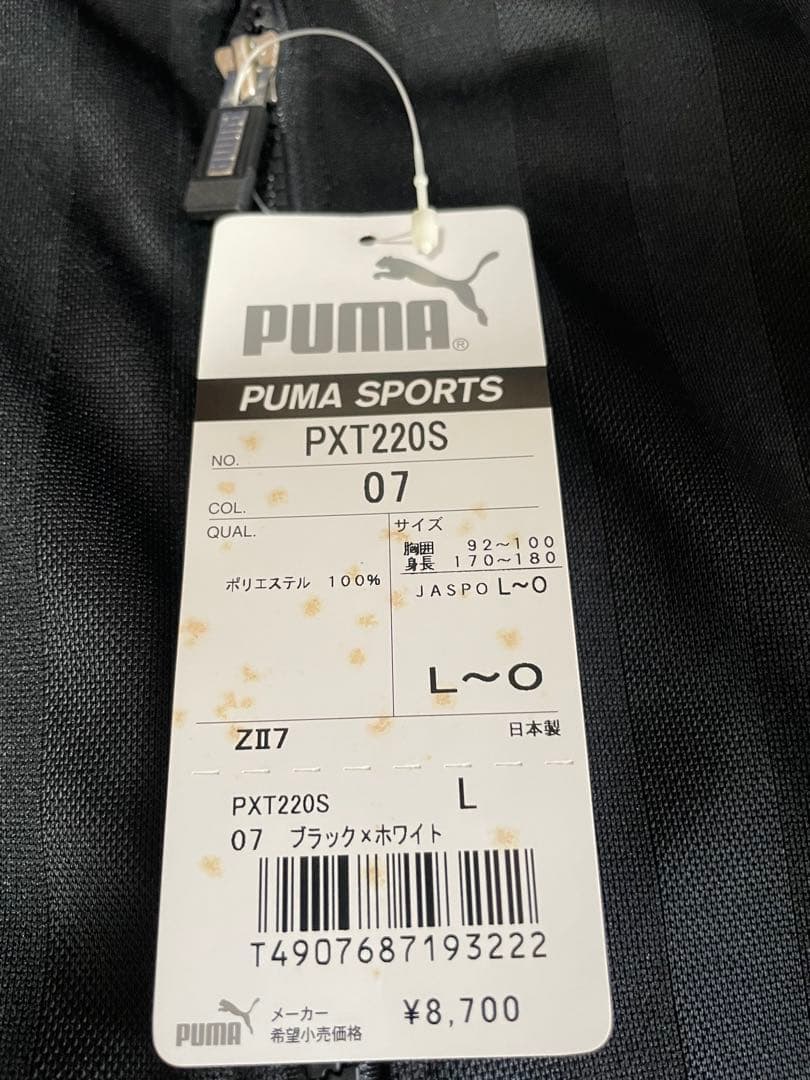 PUMA®
PUMA SPORTS
NO. PXT220S
COL. 07
QUAL.
ポリエステル 100%
サイズ
胸囲 92～100
身長 170～180
JASPO L～O
L～O
ZⅡ7
日本製
PXT220S L
07 ブラック×ホワイト
T4907687193222
PUMA
メーカー
希望小売価格
¥8,700